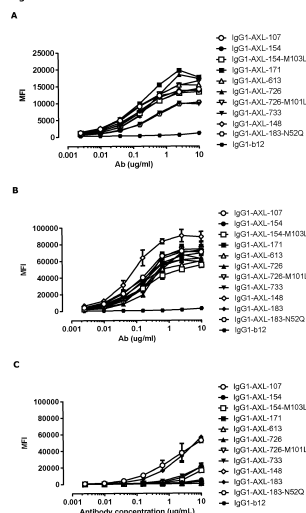 A
IgG1-AXL-107
IgG1-AXL-154
IgG1-AXL-154-M103L
IgG1-AXL-171
IgG1-AXL-613
IgG1-AXL-726
IgG1-AXL-726-M101L
IgG1-AXL-733
IgG1-AXL-148
IgG1-AXL-183-N52Q
IgG1-b12
MFI
25000
20000
15000
10000
5000
0
0.001 0.01 0.1 1 10
Ab (ug/ml)
B
IgG1-AXL-107
IgG1-AXL-154
IgG1-AXL-154-M103L
IgG1-AXL-171
IgG1-AXL-613
IgG1-AXL-726
IgG1-AXL-726-M101L
IgG1-AXL-733
IgG1-AXL-148
IgG1-AXL-183
IgG1-AXL-183-N52Q
IgG1-b12
MFI
100000
80000
60000
40000
20000
0
0.001 0.01 0.1 1 10
Ab (ug/ml)
C
IgG1-AXL-107
IgG1-AXL-154
IgG1-AXL-154-M103L
IgG1-AXL-171
IgG1-AXL-613
IgG1-AXL-726
IgG1-AXL-726-M101L
IgG1-AXL-733
IgG1-AXL-148
IgG1-AXL-183
IgG1-AXL-183-N52Q
IgG1-b12
MFI
100000
80000
60000
40000
20000
0
0.001 0.01 0.1 1 10
Antibody concentration (ug/mL)